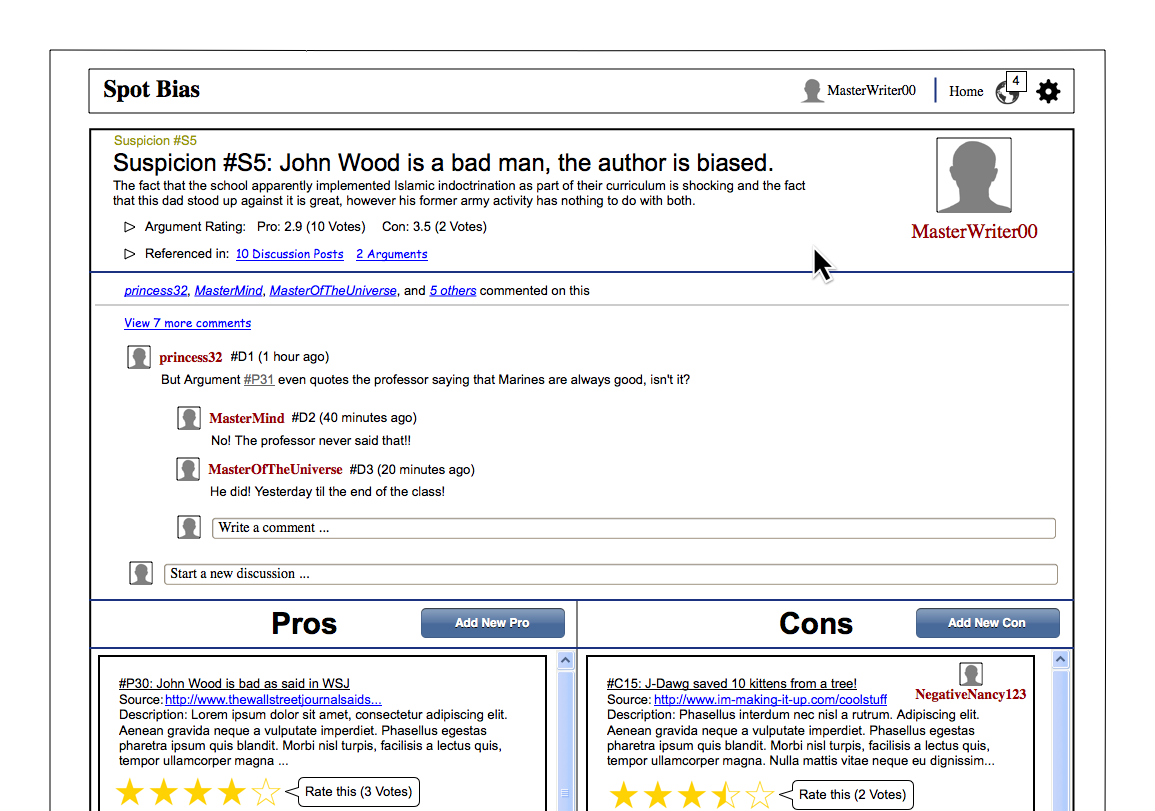 Spot Bias
MasterWriter00
Home
4
Suspicion #S5
Suspicion #S5: John Wood is a bad man, the author is biased.
The fact that the school apparently implemented Islamic indoctrination as part of their curriculum is shocking and the fact
that this dad stood up against it is great, however his former army activity has nothing to do with both.
MasterWriter00
Argument Rating: Pro: 2.9 (10 Votes) Con: 3.5 (2 Votes)
Referenced in: 10 Discussion Posts 2 Arguments
princess32, MasterMind, MasterOfTheUniverse, and 5 others commented on this
View 7 more comments
princess32 #D1 (1 hour ago)
But Argument #P31 even quotes the professor saying that Marines are always good, isn't it?
MasterMind #D2 (40 minutes ago)
No! The professor never said that!!
MasterOfTheUniverse #D3 (20 minutes ago)
He did! Yesterday til the end of the class!
Write a comment ...
Start a new discussion ...
Pros
Add New Pro
Cons
Add New Con
#P30: John Wood is bad as said in WSJ
Source: http://www.thewallstreetjournalsaids...
Description: Lorem ipsum dolor sit amet, consectetur adipiscing elit.
Aenean gravida neque a vulputate imperdiet. Phasellus egestas
pharetra ipsum quis blandit. Morbi nisl turpis, facilisis a lectus quis,
tempor ullamcorper magna ...
Rate this (3 Votes)
#C15: J-Dawg saved 10 kittens from a tree!
NegativeNancy123
Source: http://www.im-making-it-up.com/coolstuff
Description: Phasellus interdum nec nisl a rutrum. Adipiscing elit.
Aenean gravida neque a vulputate imperdiet. Phasellus egestas
pharetra ipsum quis blandit. Morbi nisl turpis, facilisis a lectus quis,
tempor ullamcorper magna. Nulla mattis vitae neque eu dignissim...
Rate this (2 Votes)